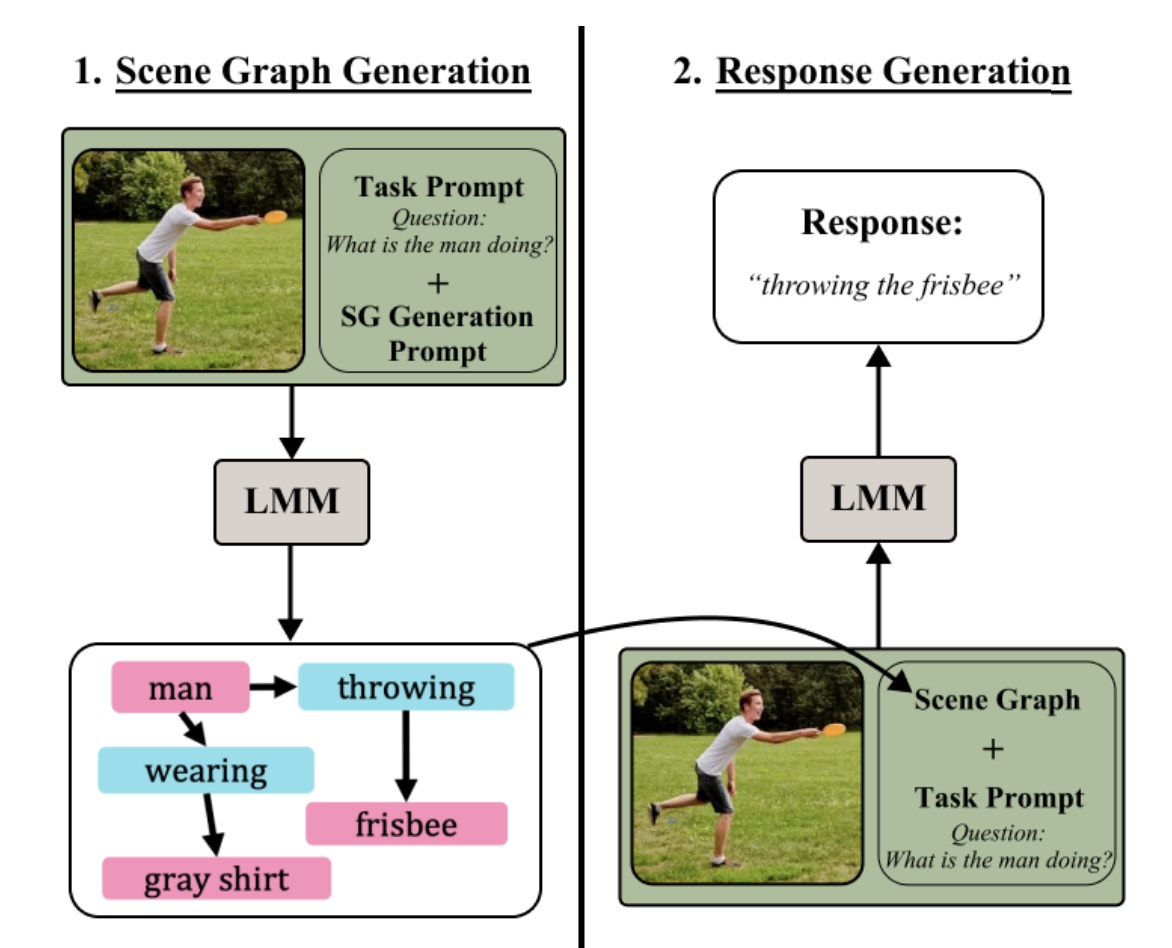 1. Scene Graph Generation
Task Prompt
Question:
What is the man doing?
+
SG Generation
Prompt
LMM
man
throwing
wearing
frisbee
gray shirt
2. Response Generation
Response:
“throwing the frisbee”
LMM
Scene Graph
+
Task Prompt
Question:
What is the man doing?